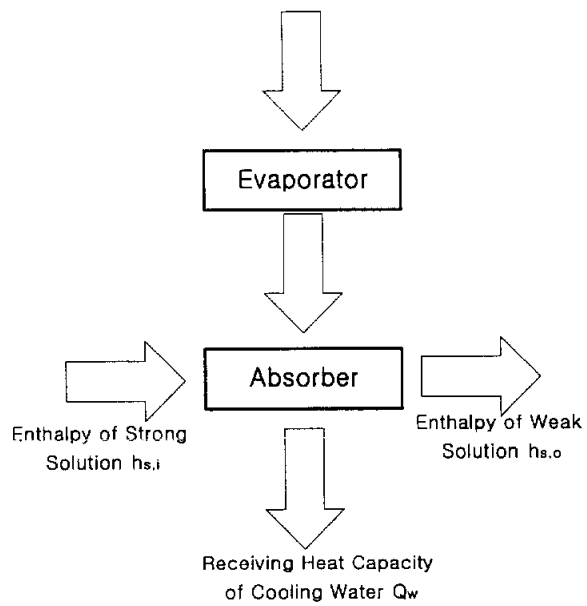 Evaporator
Absorber
Enthalpy of Strong
Solution hs,i
Enthalpy of Weak
Solution hs,o
Receiving Heat Capacity
of Cooling Water Qw